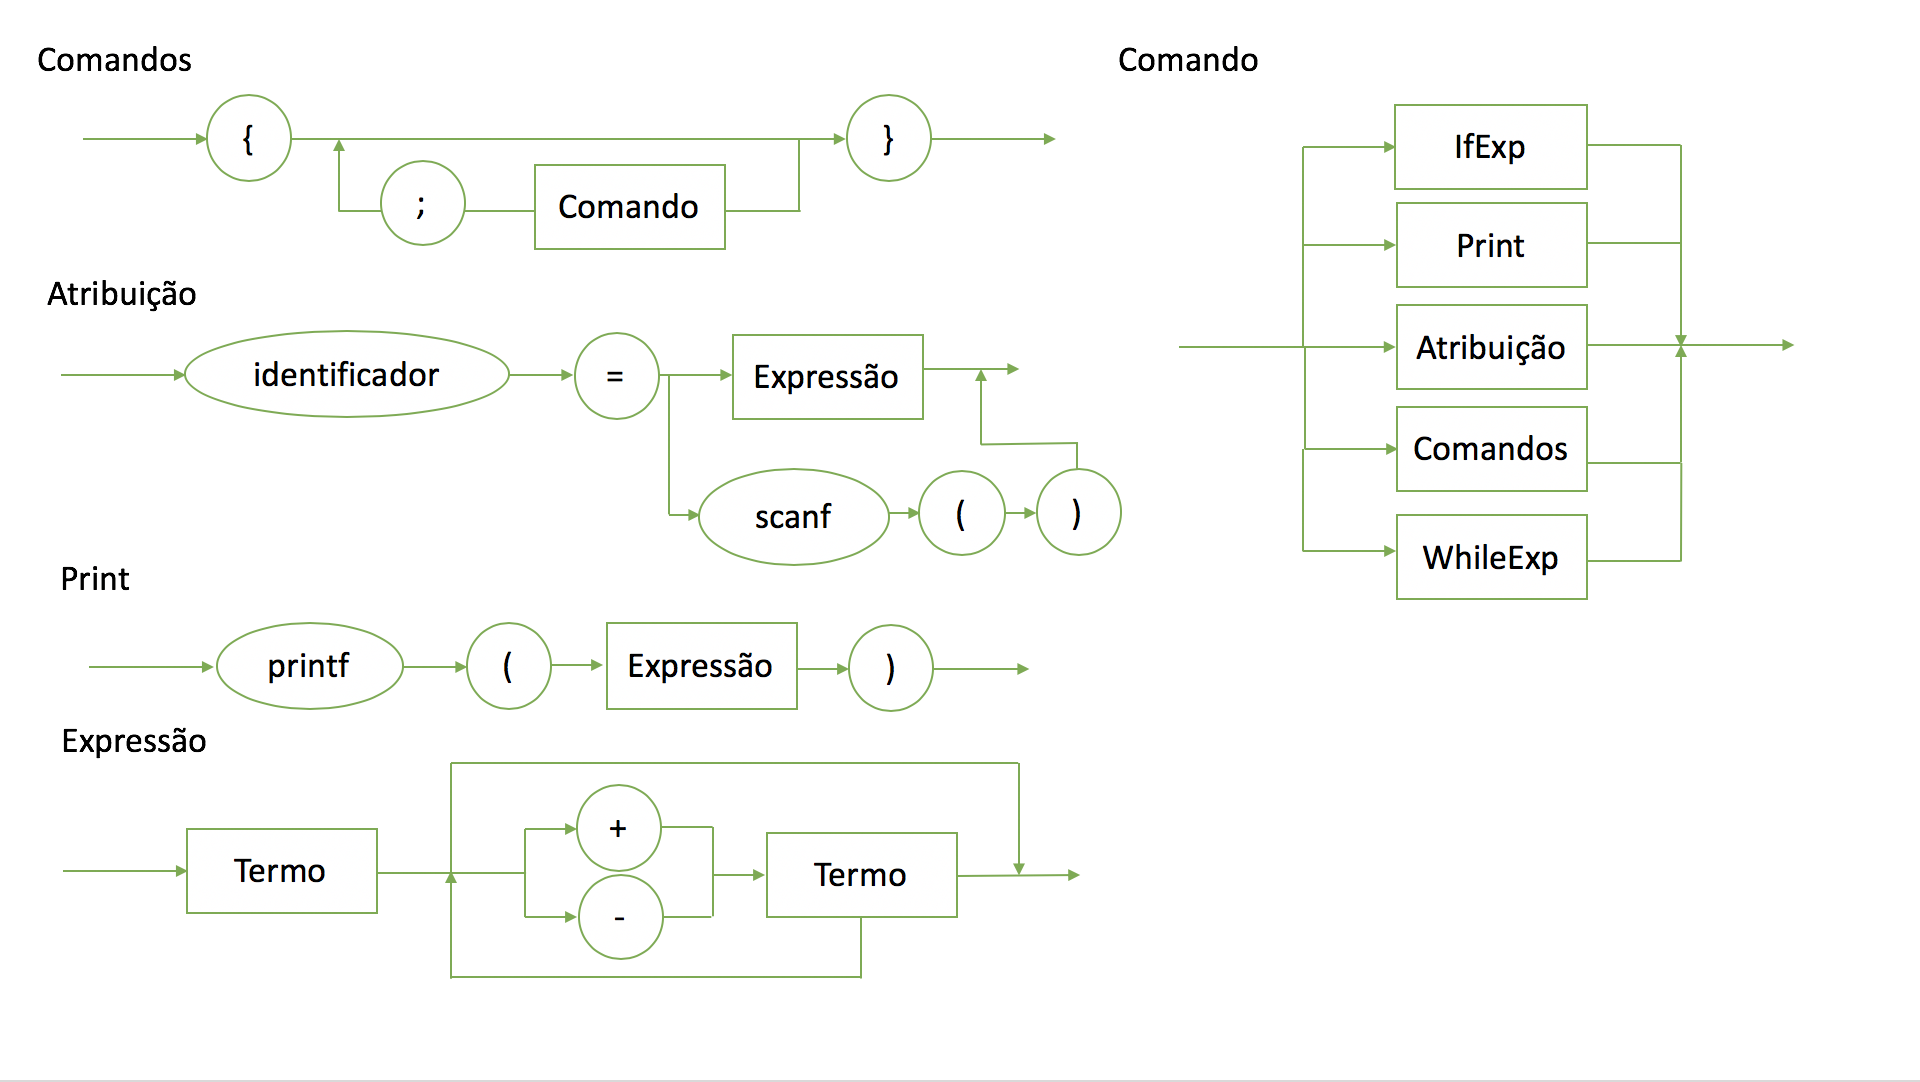 Comandos
{
}
;
Comando
Atribuição
identificador
=
Expressão
scanf
(
)
Print
printf
(
Expressão
)
Expressão
Termo
+
-
Termo
Comando
IfExp
Print
Atribuição
Comandos
WhileExp